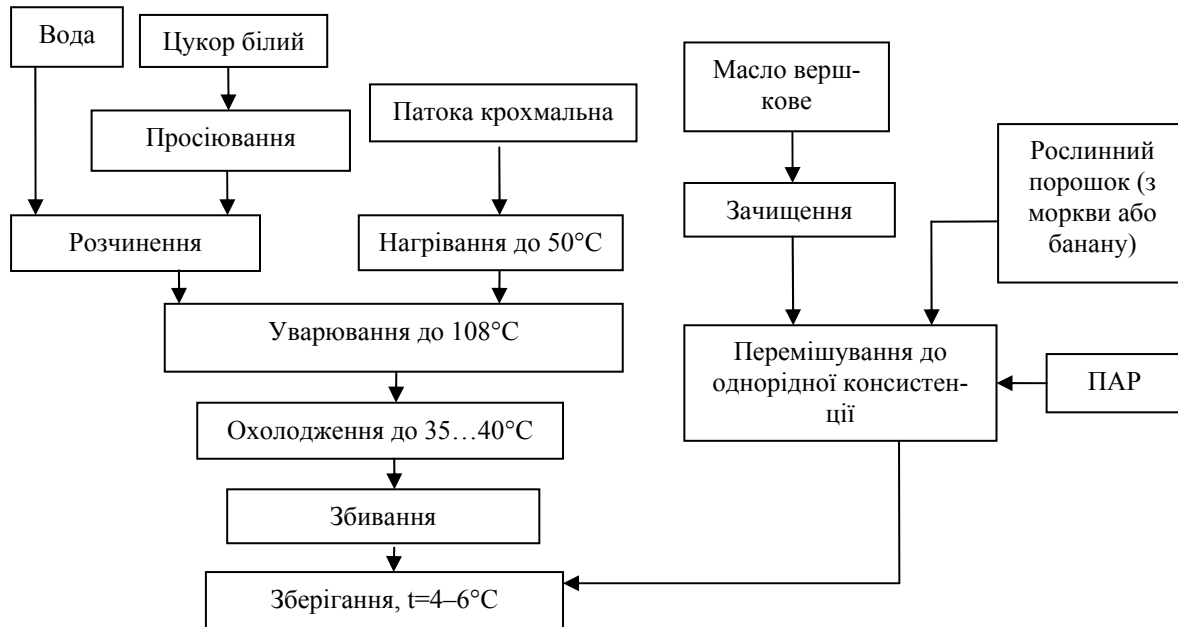 Вода
Цукор білий
Просіювання
Розчинення
Патока крохмальна
Нагрівання до 50°С
Уварювання до 108°С
Охолодження до 35…40°С
Збивання
Зберігання, t=4–6°С
Масло верш-
кове
Зачищення
Рослинний
порошок (з
моркви або
банану)
Перемішування до
однорідної консистен-
ції
ПАР